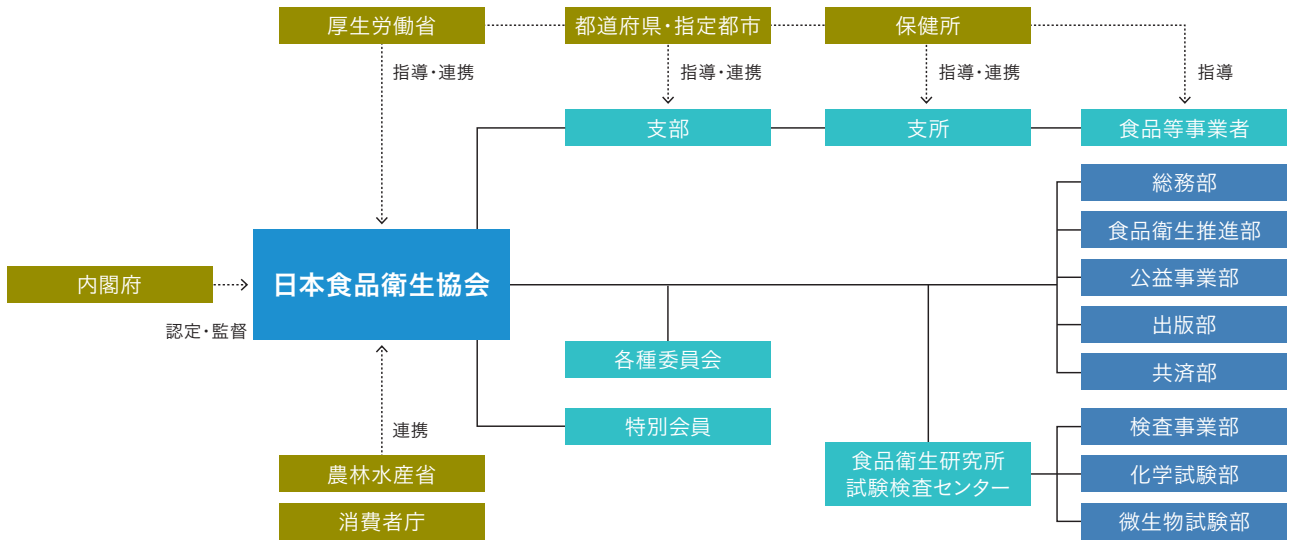 厚生労働省
都道府県・指定都市
保健所
指導・連携
指導・連携
指導・連携
指導
支部
支所
食品等事業者
総務部
食品衛生推進部
公益事業部
出版部
共済部
内閣府
認定・監督
日本食品衛生協会
各種委員会
特別会員
連携
農林水産省
消費者庁
食品衛生研究所
試験検査センター
検査事業部
化学試験部
微生物試験部